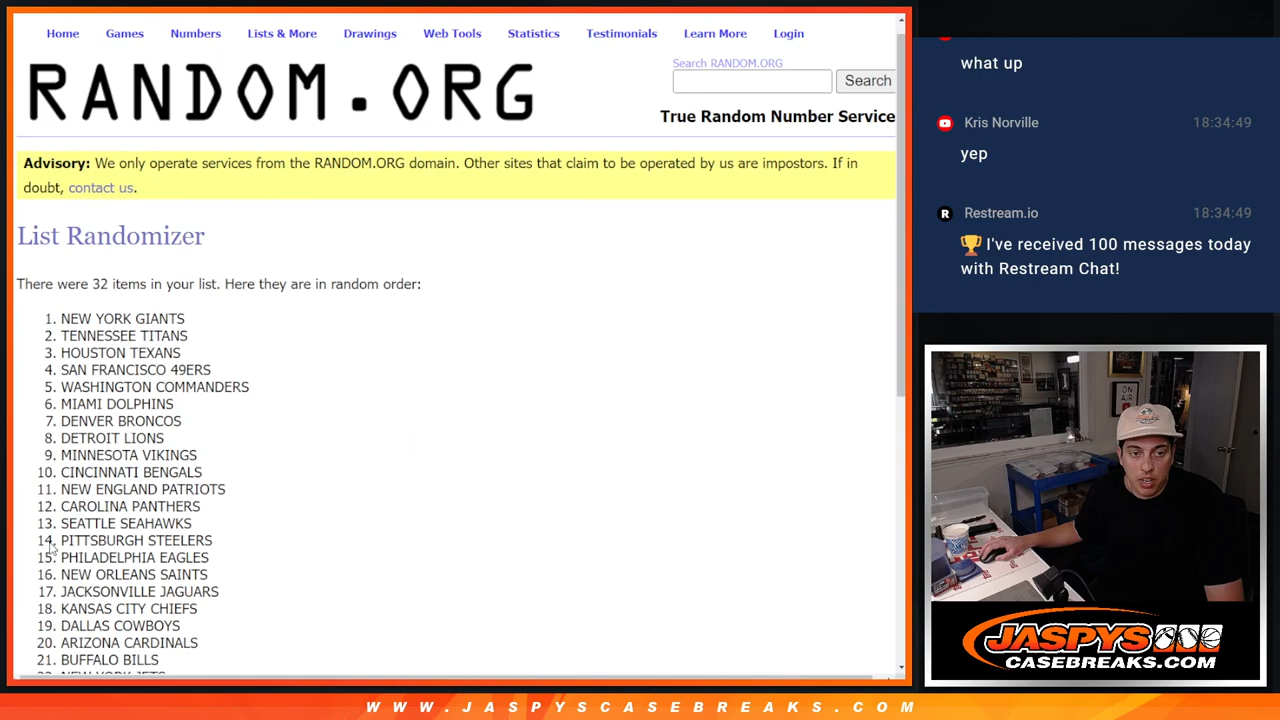 Home Games Numbers Lists & More Drawings Web Tools Statistics Testimonials Learn More Login
RANDOM.ORG
Search RANDOM.ORG
Search
True Random Number Service
Advisory: We only operate services from the RANDOM.ORG domain. Other sites that claim to be operated by us are impostors. If in
doubt, contact us.
List Randomizer
There were 32 items in your list. Here they are in random order:
1. NEW YORK GIANTS
2. TENNESSEE TITANS
3. HOUSTON TEXANS
4. SAN FRANCISCO 49ERS
5. WASHINGTON COMMANDERS
6. MIAMI DOLPHINS
7. DENVER BRONCOS
8. DETROIT LIONS
9. MINNESOTA VIKINGS
10. CINCINNATI BENGALS
11. NEW ENGLAND PATRIOTS
12. CAROLINA PANTHERS
13. SEATTLE SEAHAWKS
14. PITTSBURGH STEELERS
15. PHILADELPHIA EAGLES
16. NEW ORLEANS SAINTS
17. JACKSONVILLE JAGUARS
18. KANSAS CITY CHIEFS
19. DALLAS COWBOYS
20. ARIZONA CARDINALS
21. BUFFALO BILLS
22. NEW YORK JETS
what up
Kris Norville 18:34:49
yep
Restream.io 18:34:49
🏆 I've received 100 messages today
with Restream Chat!
ON
AIR
JASPYS
CASEBREAKS.COM
WWW.JASPYSCASEBREAKS.COM